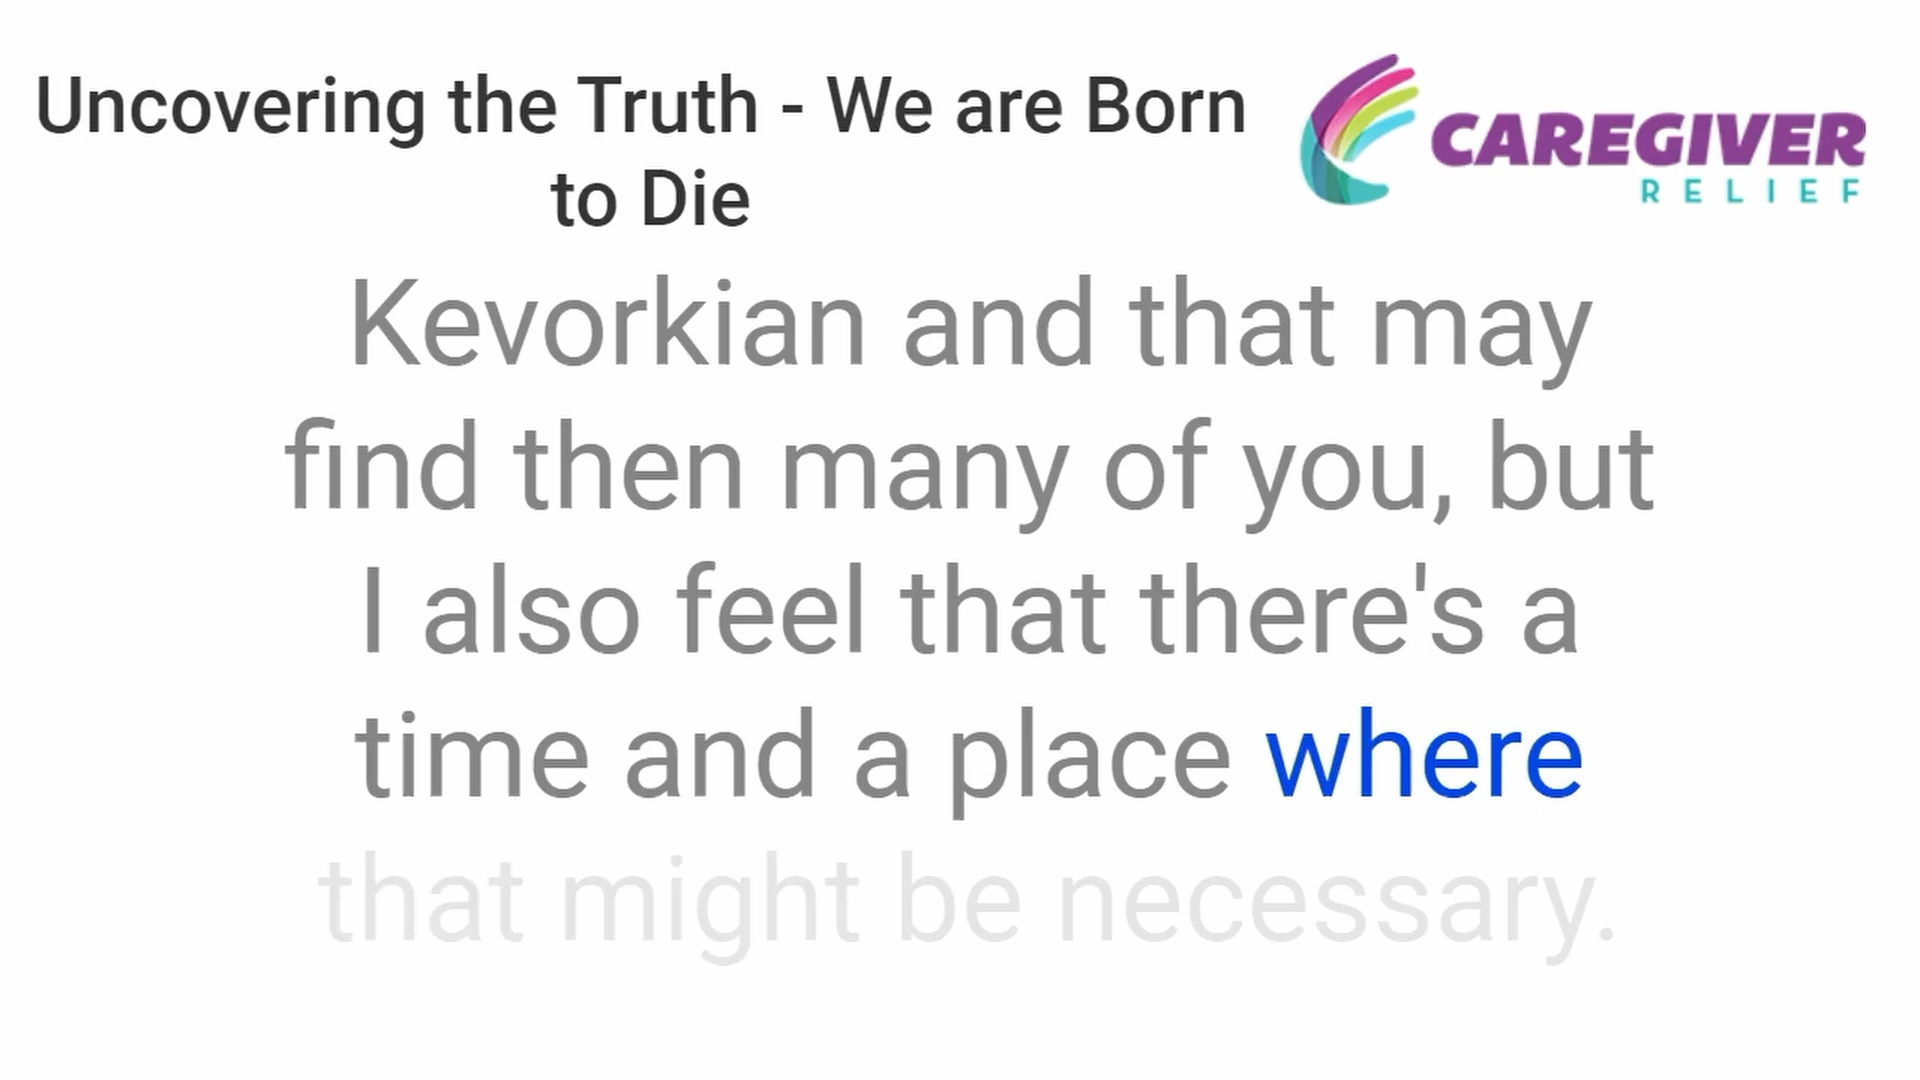 Uncovering the Truth - We are Born
to Die
CAREGIVER
RELIEF
Kevorkian and that may
find then many of you, but
I also feel that there's a
time and a place where
that might be necessary.